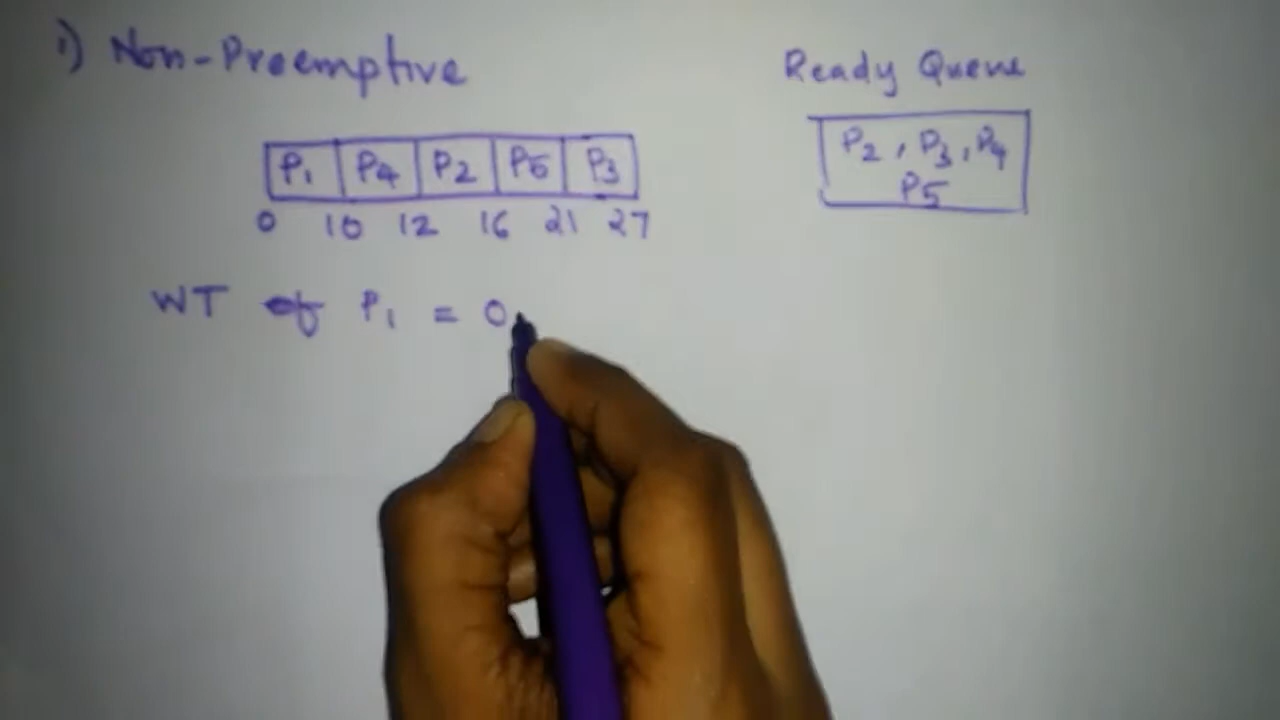 1) Non-Preemptive
Ready Queue
P2, P3, P4
P5
P1 P4 P2 P5 P3
0 10 12 16 21 27
WT of P1 = 0